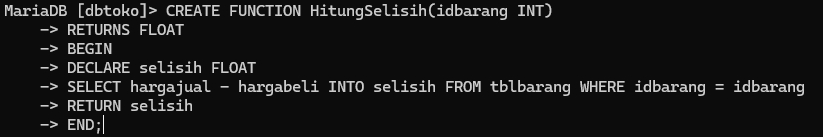 MariaDB [dbtoko]> CREATE FUNCTION HitungSelisih(idbarang INT)
-> RETURNS FLOAT
-> BEGIN
-> DECLARE selisih FLOAT
-> SELECT hargajual - hargabeli INTO selisih FROM tblbarang WHERE idbarang = idbarang
-> RETURN selisih
-> END;